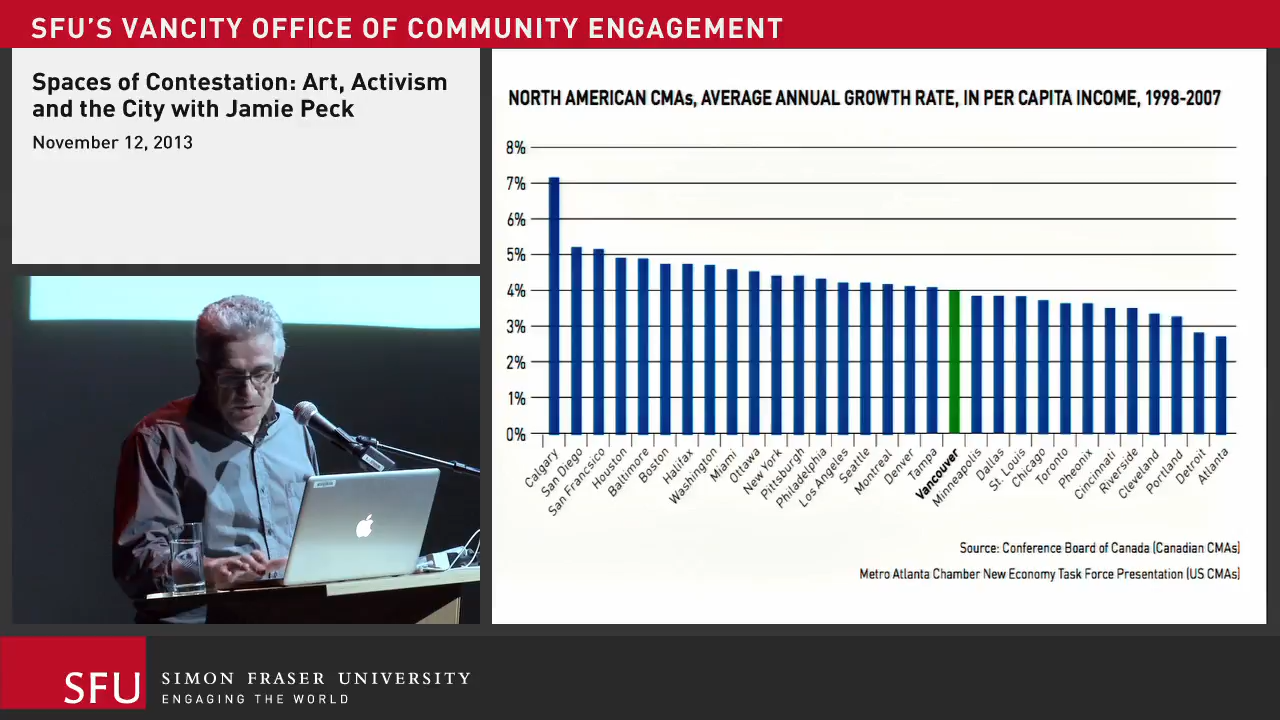 SFU'S VANCITY OFFICE OF COMMUNITY ENGAGEMENT
Spaces of Contestation: Art, Activism
and the City with Jamie Peck
November 12, 2013
NORTH AMERICAN CMAs, AVERAGE ANNUAL GROWTH RATE, IN PER CAPITA INCOME, 1998-2007
8%
7%
6%
5%
4%
3%
2%
1%
0%
Calgary
San Diego
San Francsico
Houston
Baltimore
Boston
Halifax
Washington
Miami
Ottawa
New York
Pittsburgh
Philadelphia
Los Angeles
Seattle
Montreal
Denver
Tampa
Vancouver
Minneapolis
Dallas
St. Louis
Chicago
Toronto
Pheonix
Cincinnati
Riverside
Cleveland
Portland
Detroit
Atlanta
Source: Conference Board of Canada (Canadian CMAs)
Metro Atlanta Chamber New Economy Task Force Presentation (US CMAs)
SFU
SIMON FRASER UNIVERSITY
ENGAGING THE WORLD